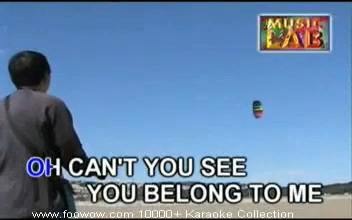 MUSIC
LAB
OH CAN'T YOU SEE
YOU BELONG TO ME
www.foowow.com 10000+ Karaoke Collection